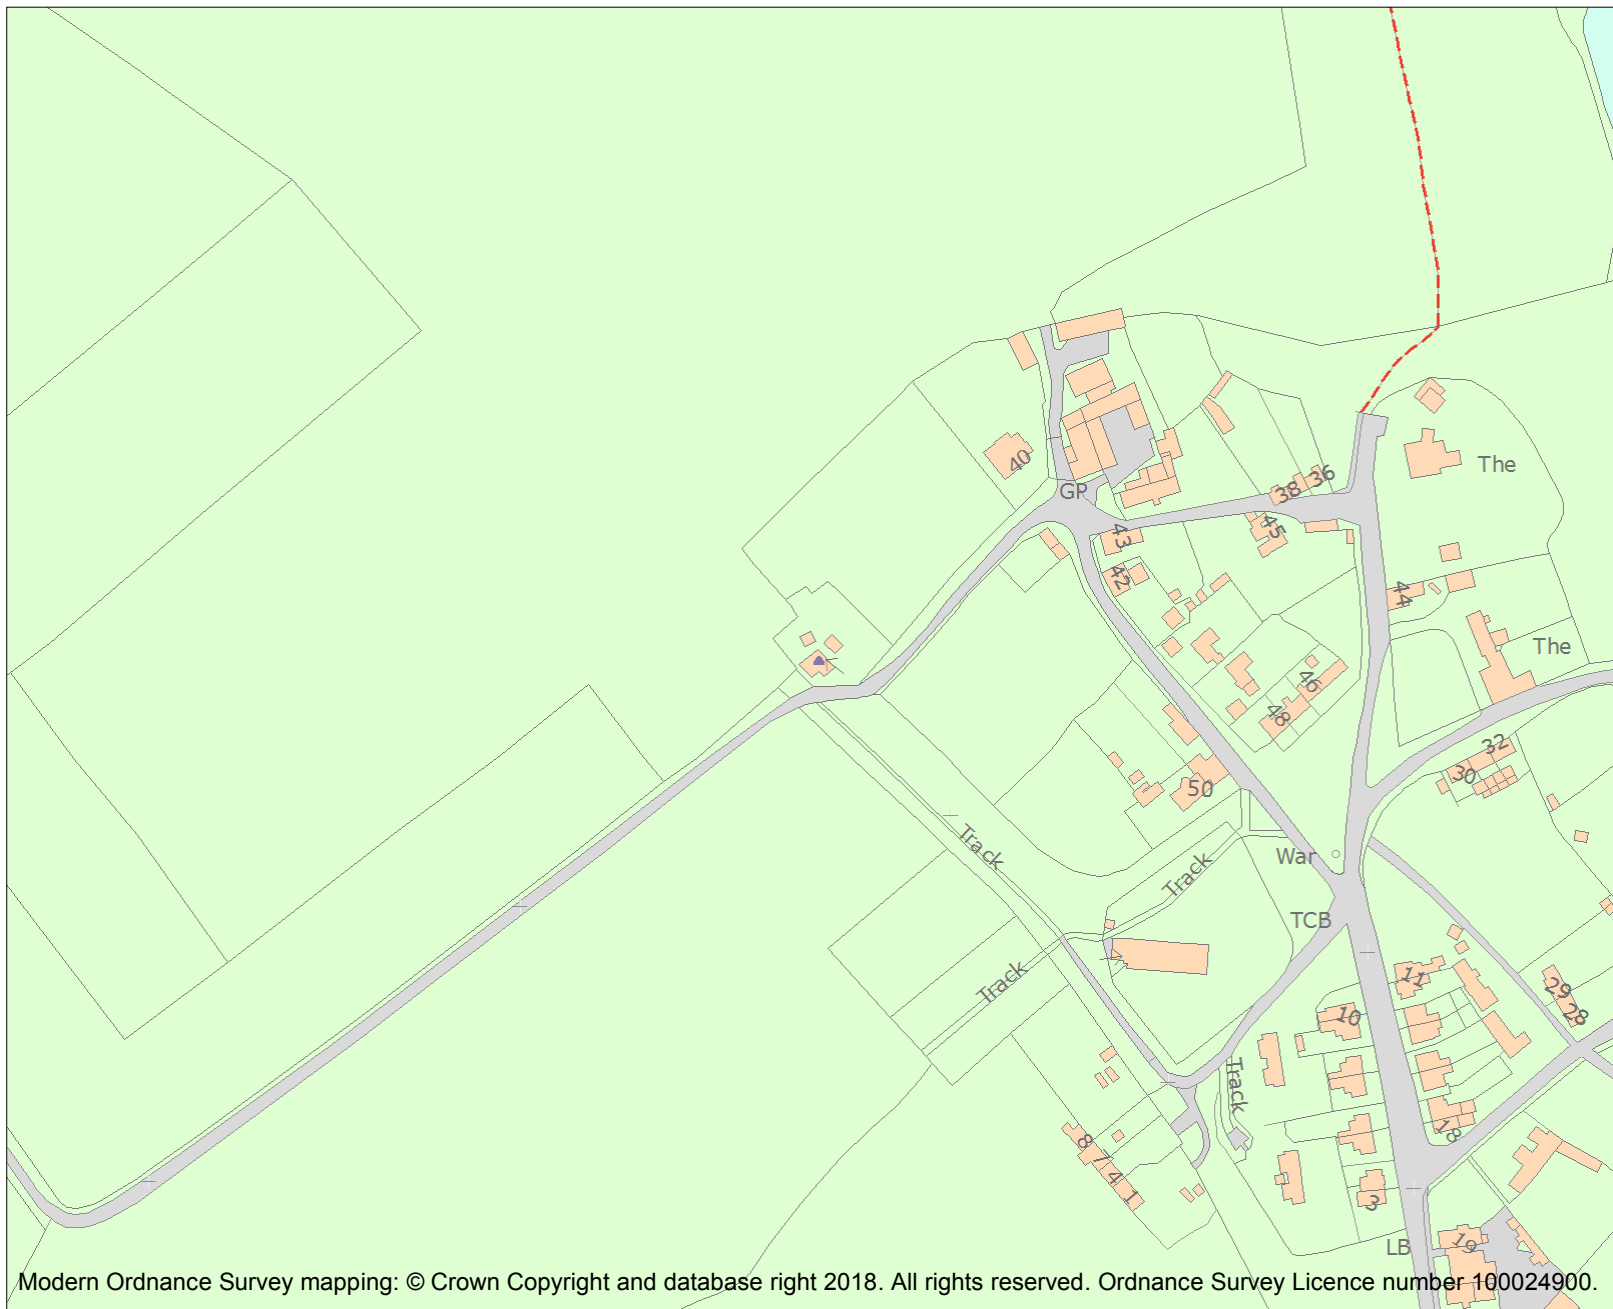 The
40
36
38
GP
45
43
42
44
The
46
48
32
30
50
Track
War
Track
TCB
11
Track
29
28
10
Track
18
8
7
4
1
3
19
LB
Modern Ordnance Survey mapping: © Crown Copyright and database right 2018. All rights reserved. Ordnance Survey Licence number 100024900.